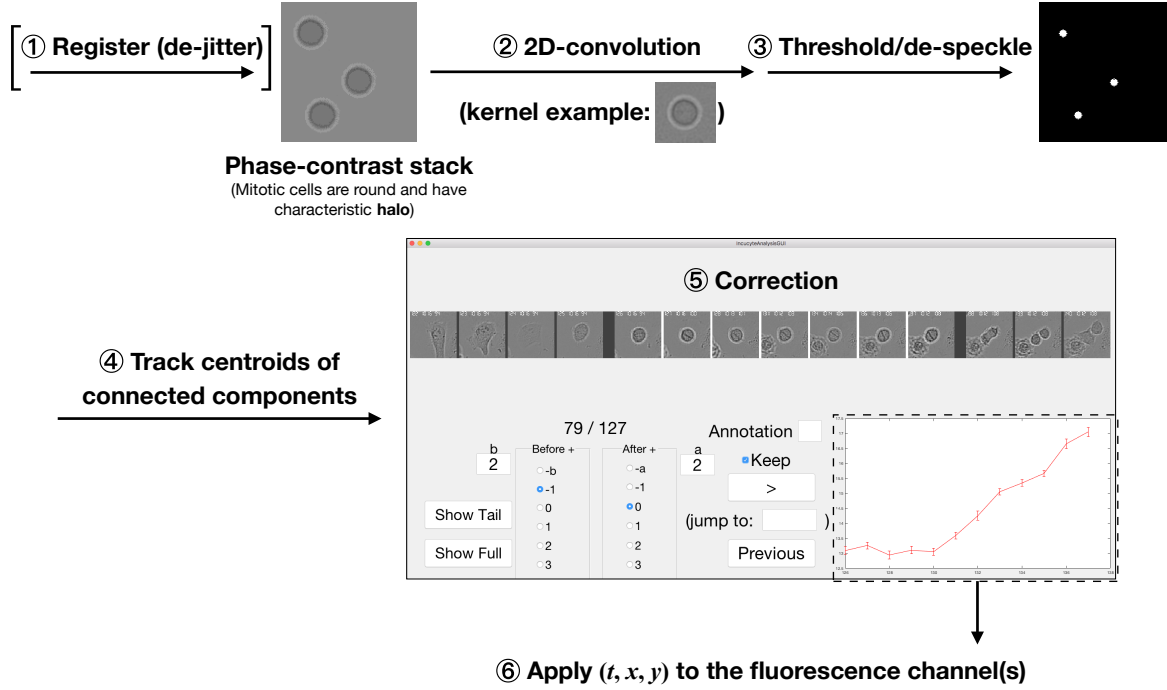 ① Register (de-jitter)
② 2D-convolution
③ Threshold/de-speckle
(kernel example: )
Phase-contrast stack
(Mitotic cells are round and have
characteristic halo)
IncucyteAnalysisGUI
⑤ Correction
④ Track centroids of
connected components
79 / 127
Annotation
b
2
Before +
After +
a
2
Keep
-b
-1
0
1
2
3
-a
-1
0
1
2
3
>
Show Tail
Show Full
(jump to: )
Previous
⑥ Apply (t, x, y) to the fluorescence channel(s)